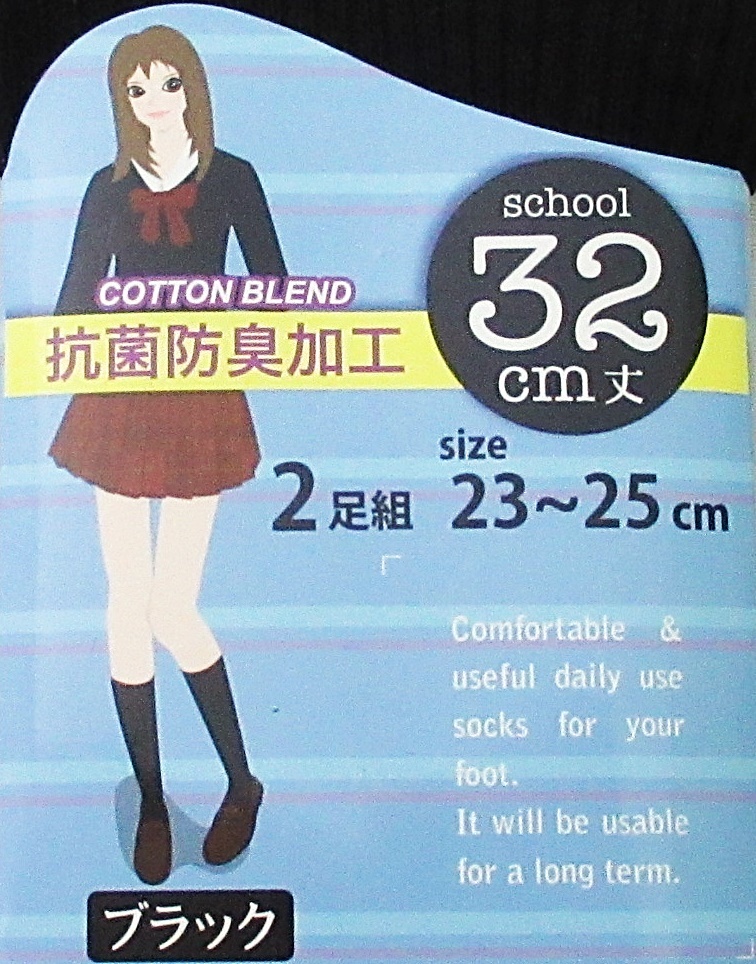 school
32
cm丈
COTTON BLEND
抗菌防臭加工
size
2足組 23~25cm
Comfortable &
useful daily use
socks for your
foot.
It will be usable
for a long term.
ブラック